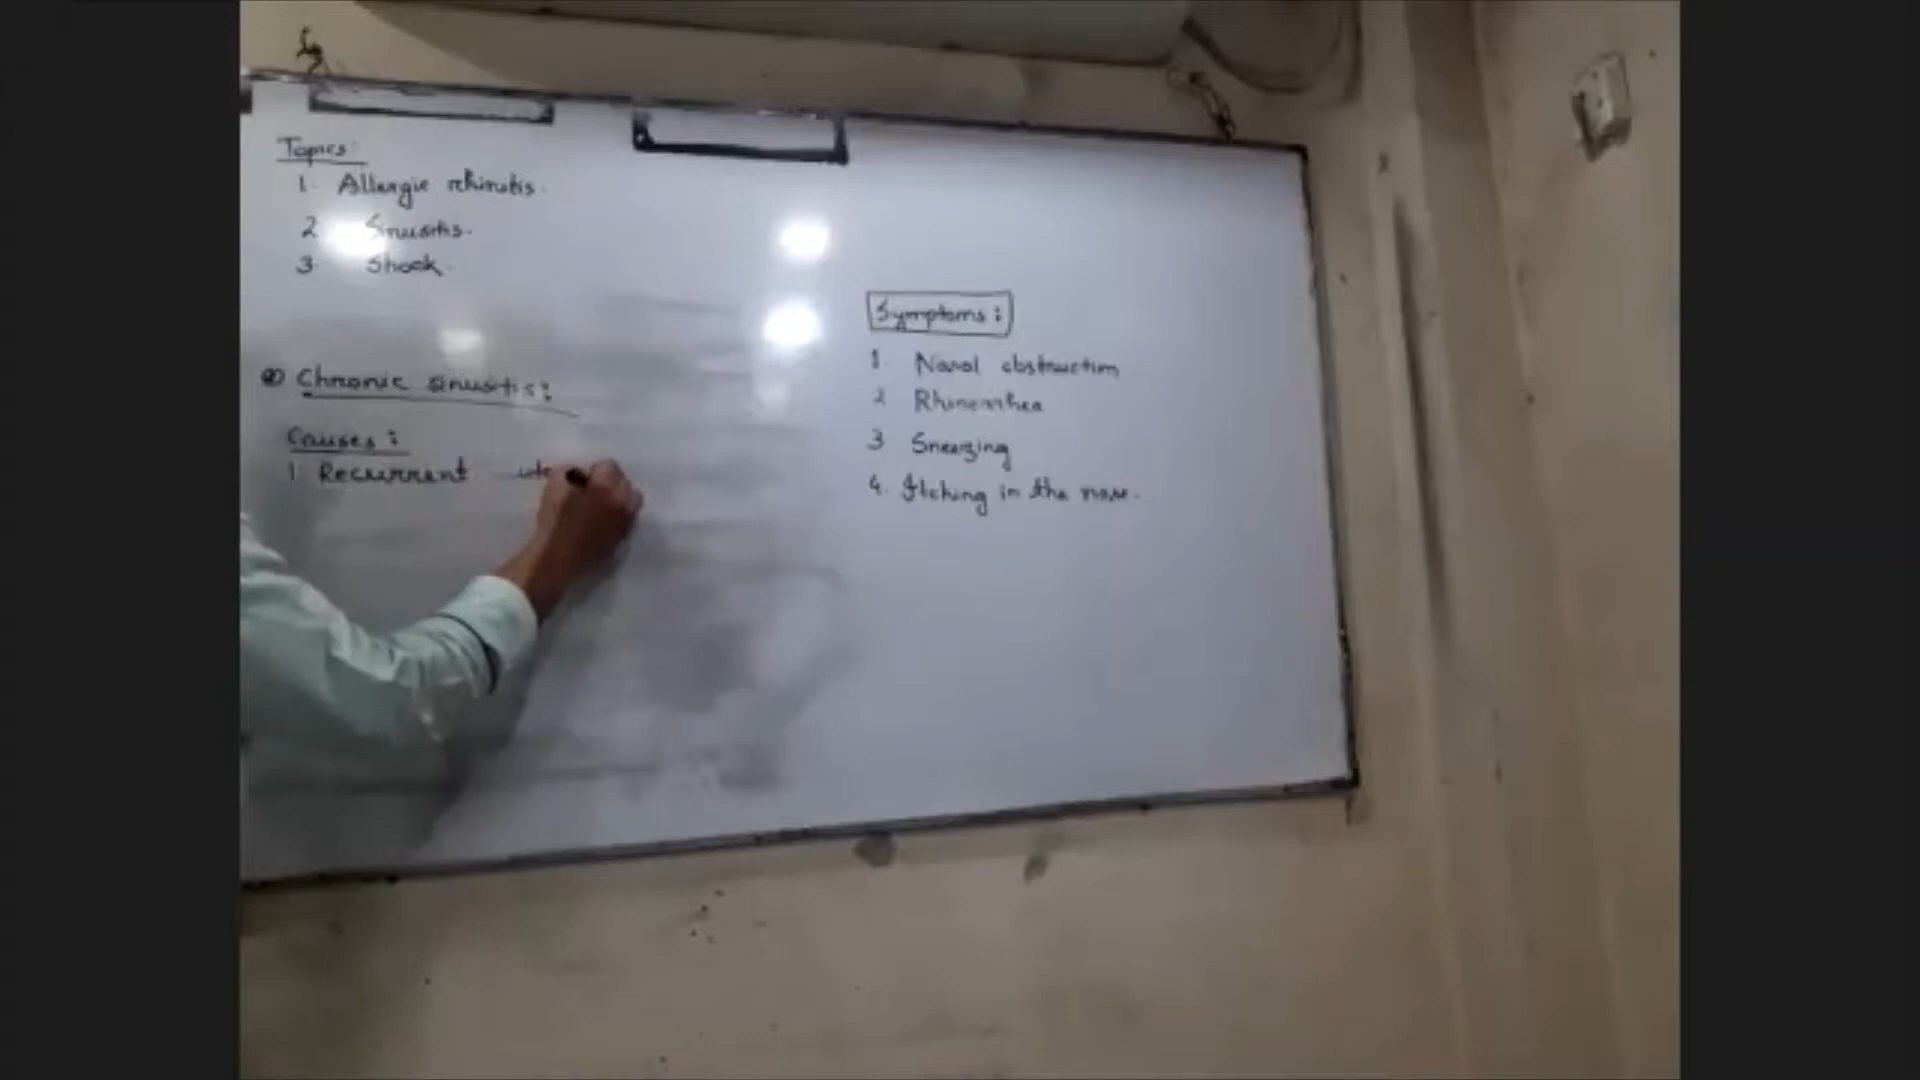 Topics:
1. Allergic rhinitis.
2 Sinusitis.
3. Shock.
Chronic sinusitis:
Causes:
1 Recurrent
Symptoms:
1. Nasal obstruction
2 Rhinorrhea
3 Sneezing
4. Itching in the nose.